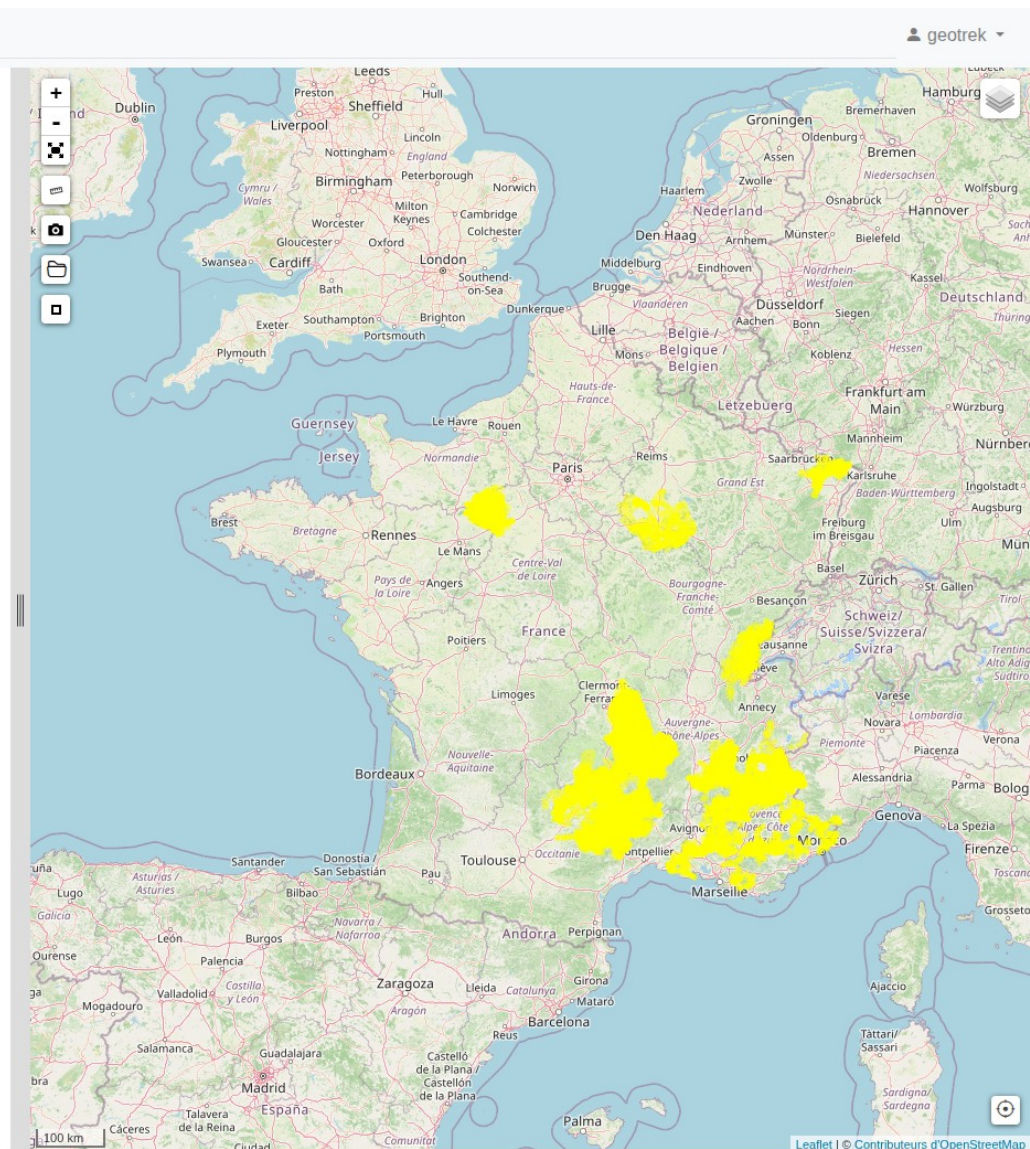 geotrek
Leeds
Preston
Hull
Hamburg
+
Dublin
Sheffield
Bremerhaven
Liverpool
Groningen
-
Lincoln
Oldenburg
Bremen
Nottingham
England
Assen
Niedersachsen
Birmingham
Peterborough
Zwolle
Wolfsburg
Cymru /
Wales
Norwich
Haarlem
Osnabrück
Milton
Keynes
Cambridge
Nederland
Hannover
Worcester
Colchester
Gloucester
Oxford
Den Haag
Arnhem
Münster
Bielefeld
Swansea
Cardiff
London
Middelburg
Eindhoven
Nordrhein-
Westfalen
Kassel
Bath
Southend-
on-Sea
Brugge
Vlaanderen
Düsseldorf
Deutschland
Exeter
Southampton
Brighton
Dunkerque
Aachen
Siegen
Portsmouth
Lille
België /
Belgique /
Belgien
Bonn
Plymouth
Mons
Koblenz
Hessen
Hauts-de-
France
Frankfurt am
Main
Lëtzebuerg
Würzburg
Guernsey
Le Havre
Rouen
Mannheim
Jersey
Normandie
Paris
Reims
Saarbrücken
Karlsruhe
Grand Est
Baden-Württemberg
Ingolstadt
Augsburg
Brest
Bretagne
Rennes
Freiburg
im Breisgau
Ulm
Le Mans
Centre-Val
de Loire
Basel
Pays de
la Loire
Angers
Bourgogne-
Franche-
Comté
Zürich
St. Gallen
Besançon
Tirol
France
Schweiz/
Suisse/Svizzera/
Svizra
Poitiers
Limoges
Annecy
Varese
Auvergne-
Novara
Lombardia
Nouvelle-
Aquitaine
Piemonte
Verona
Piacenza
Bordeaux
Alessandria
Parma
Genova
La Spezia
Toulouse
Occitanie
Monaco
Firenze
Santander
Donostia /
San Sebastián
Pau
Marseille
Asturias /
Asturies
Bilbao
Lugo
Galicia
Navarra /
Nafarroa
Andorra
Perpignan
Grosseto
León
Burgos
Ourense
Palencia
Zaragoza
Lleida
Catalunya
Girona
Ajaccio
Valladolid
Castilla
y León
Mogadouro
Aragón
Mataró
Barcelona
Reus
Tàttari/
Sassari
Salamanca
Guadalajara
Castelló
de la Plana /
Castellón
de la Plana
Madrid
España
Sardigna/
Sardegna
Talavera
de la Reina
Palma
Cáceres
100 km
Ciudad
Comunitat
Leaflet | © Contributeurs d'OpenStreetMap